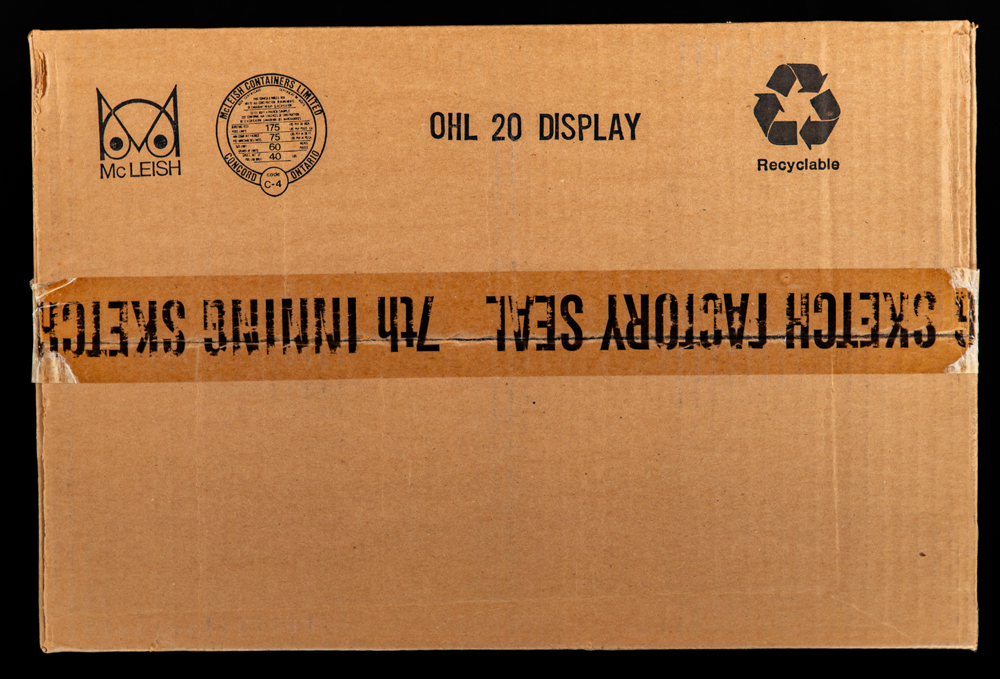 McLEISH
McLEISH CONTAINERS LIMITED
175
75
60
40
code
C-4
CONCORD ONTARIO
OHL 20 DISPLAY
Recyclable
SKETCH FACTORY SEAL 7th INNING SKETCH